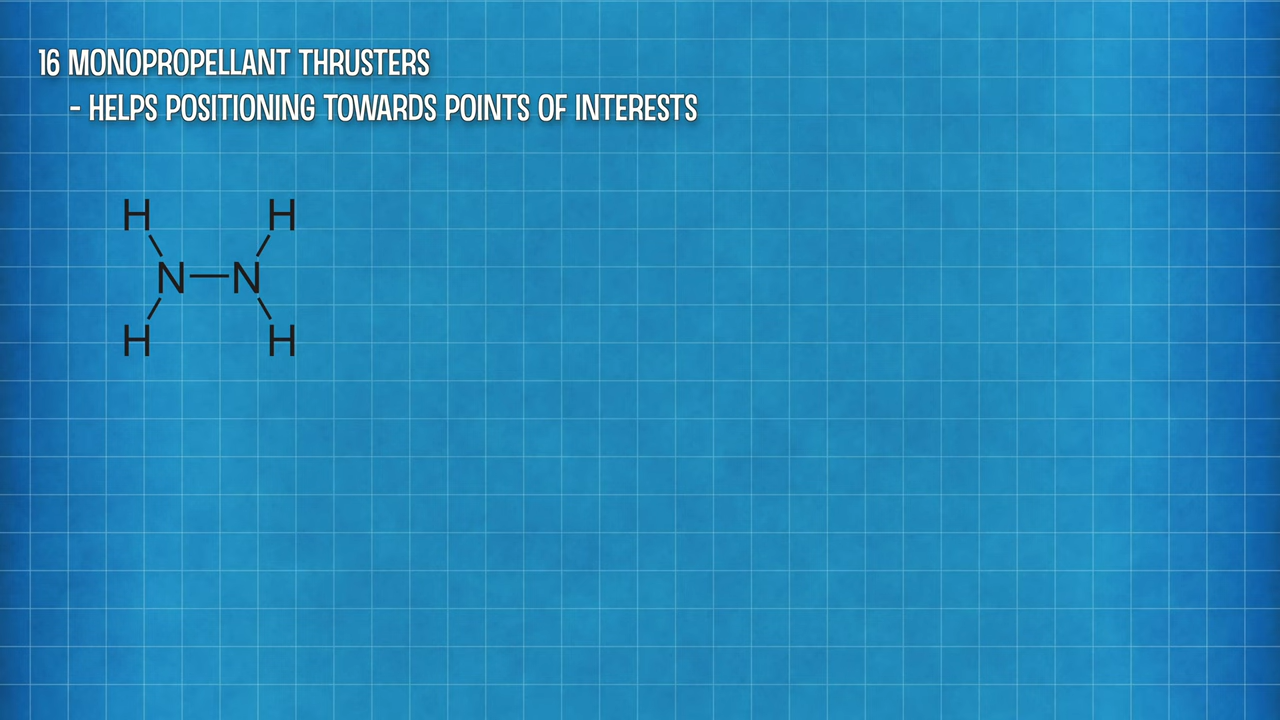 16 MONOPROPELLANT THRUSTERS
- HELPS POSITIONING TOWARDS POINTS OF INTERESTS
H H
N N
H H